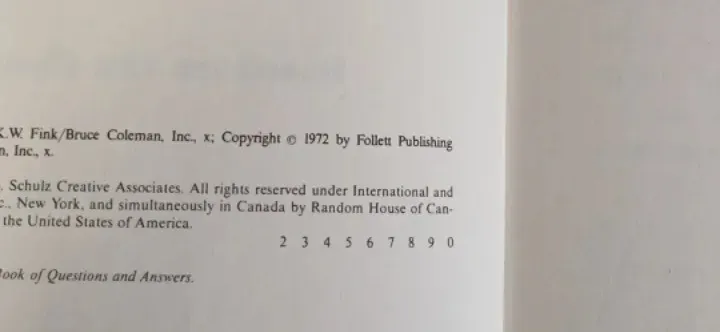 K.W. Fink/Bruce Coleman, Inc., x; Copyright © 1972 by Follett Publishing
n, Inc., x.
. Schulz Creative Associates. All rights reserved under International and
c., New York, and simultaneously in Canada by Random House of Can-
the United States of America.
2 3 4 5 6 7 8 9 0
Book of Questions and Answers.